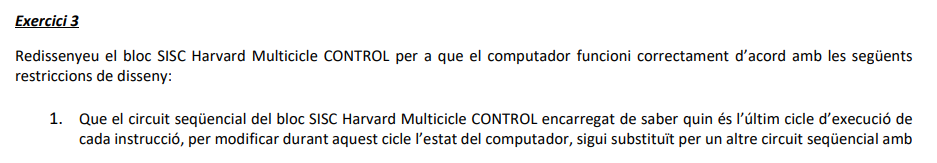 Exercici 3
Redissenyeu el bloc SISC Harvard Multicicle CONTROL per a que el computador funcioni correctament d'acord amb les següents
restriccions de disseny:
1. Que el circuit seqüencial del bloc SISC Harvard Multicicle CONTROL encarregat de saber quin és l'últim cicle d'execució de
cada instrucció, per modificar durant aquest cicle l'estat del computador, sigui substituït per un altre circuit seqüencial amb